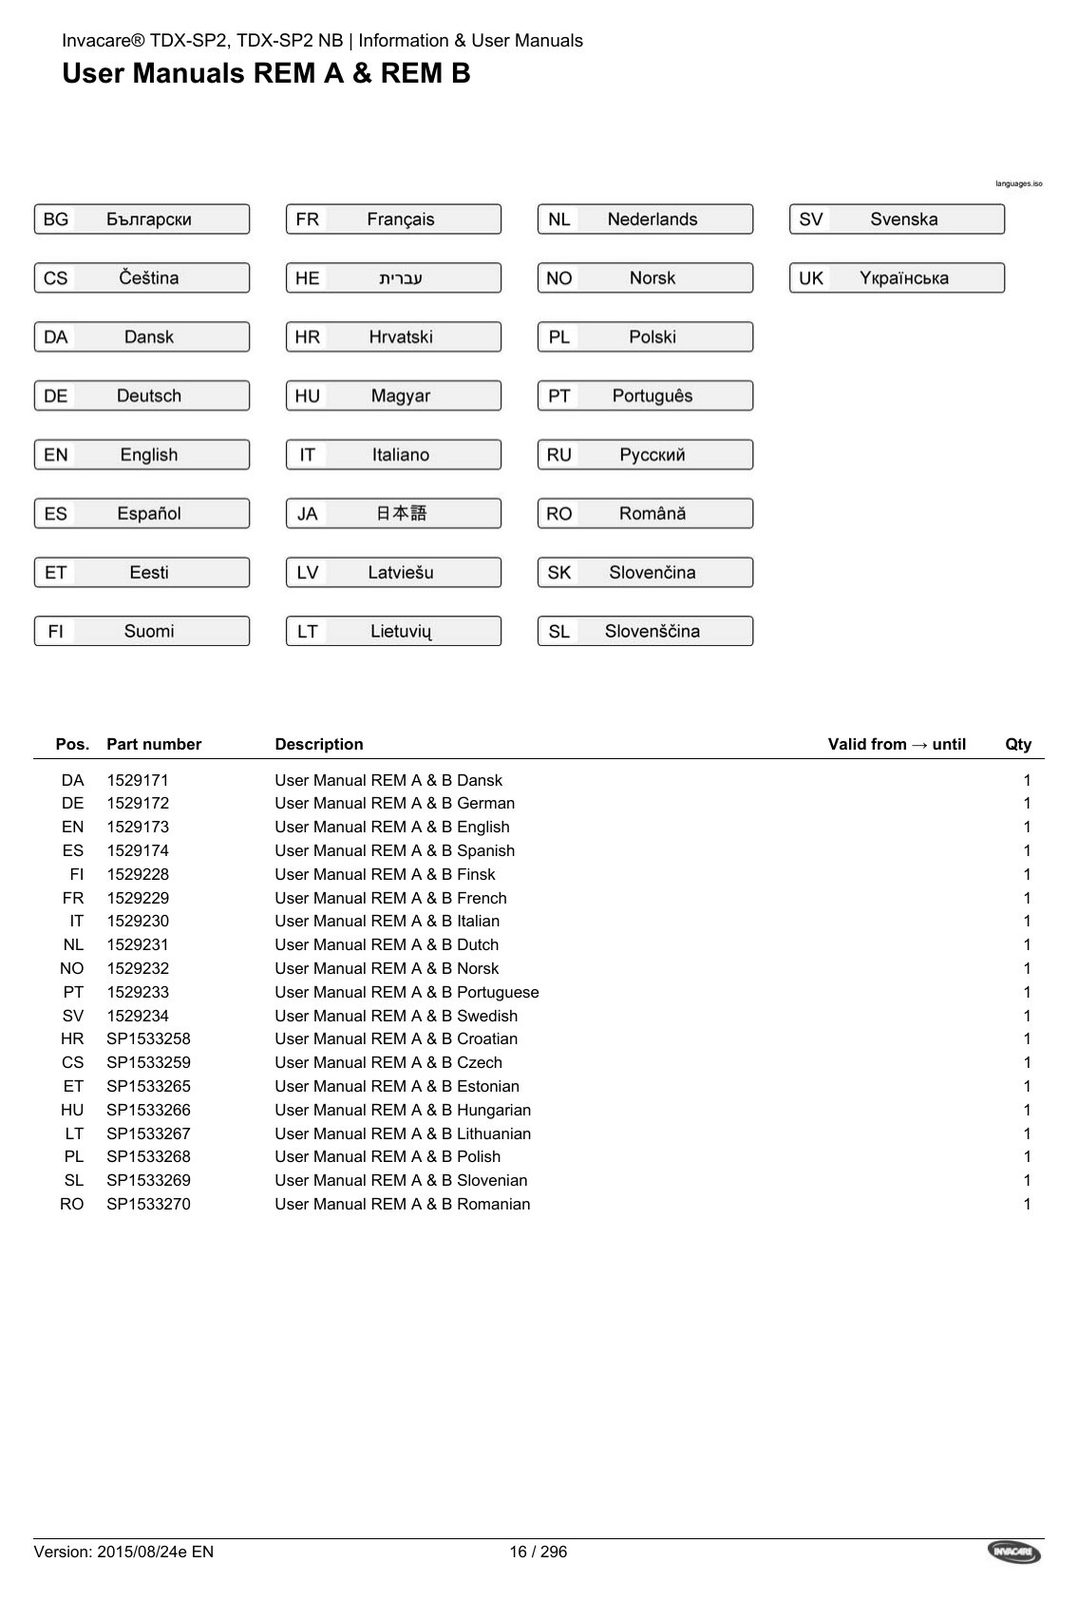 Invacare® TDX-SP2, TDX-SP2 NB | Information & User Manuals
User Manuals REM A & REM B
languages.iso
BG Български FR Français NL Nederlands SV Svenska
CS Čeština HE עברית NO Norsk UK Yкраїнська
DA Dansk HR Hrvatski PL Polski
DE Deutsch HU Magyar PT Português
EN English IT Italiano RU Русский
ES Español JA 日本語 RO Română
ET Eesti LV Latviešu SK Slovenčina
FI Suomi LT Lietuvių SL Slovenščina
Pos. Part number Description Valid from → until Qty
DA 1529171 User Manual REM A & B Dansk 1
DE 1529172 User Manual REM A & B German 1
EN 1529173 User Manual REM A & B English 1
ES 1529174 User Manual REM A & B Spanish 1
FI 1529228 User Manual REM A & B Finsk 1
FR 1529229 User Manual REM A & B French 1
IT 1529230 User Manual REM A & B Italian 1
NL 1529231 User Manual REM A & B Dutch 1
NO 1529232 User Manual REM A & B Norsk 1
PT 1529233 User Manual REM A & B Portuguese 1
SV 1529234 User Manual REM A & B Swedish 1
HR SP1533258 User Manual REM A & B Croatian 1
CS SP1533259 User Manual REM A & B Czech 1
ET SP1533265 User Manual REM A & B Estonian 1
HU SP1533266 User Manual REM A & B Hungarian 1
LT SP1533267 User Manual REM A & B Lithuanian 1
PL SP1533268 User Manual REM A & B Polish 1
SL SP1533269 User Manual REM A & B Slovenian 1
RO SP1533270 User Manual REM A & B Romanian 1
Version: 2015/08/24e EN 16 / 296 INVACARE